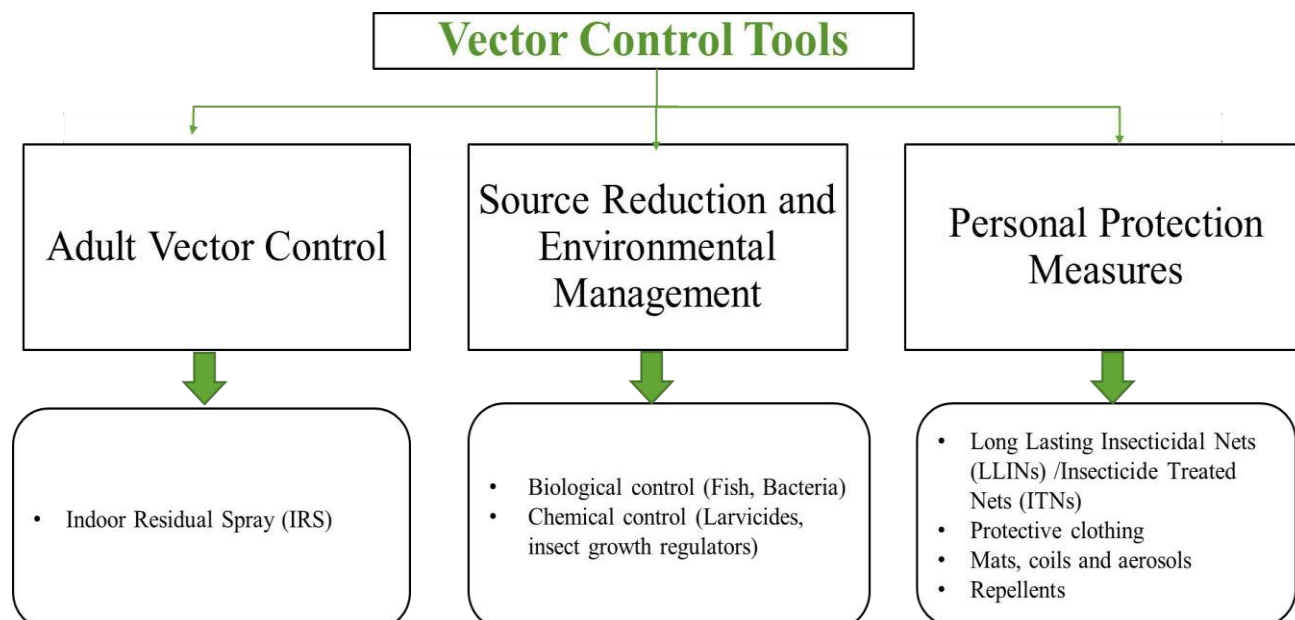 Vector Control Tools
Adult Vector Control
Source Reduction and
Environmental
Management
Personal Protection
Measures
• Indoor Residual Spray (IRS)
• Biological control (Fish, Bacteria)
• Chemical control (Larvicides,
insect growth regulators)
• Long Lasting Insecticidal Nets
(LLINs) /Insecticide Treated
Nets (ITNs)
• Protective clothing
• Mats, coils and aerosols
• Repellents